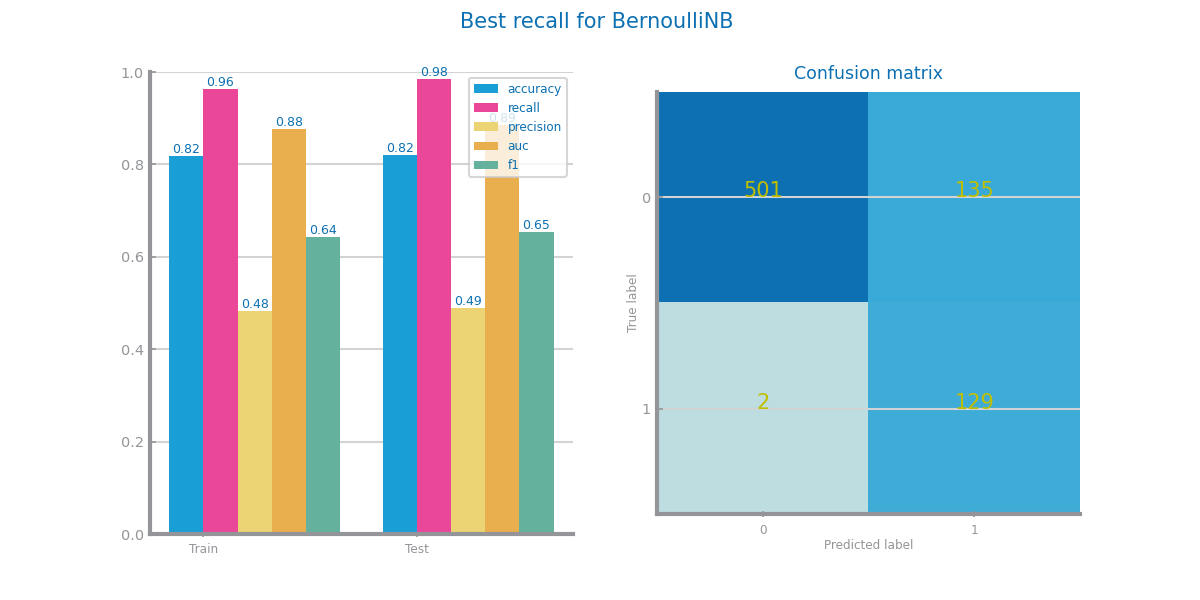 Best recall for BernoulliNB
1.0
0.8
0.6
0.4
0.2
0.0
0.82
0.96
0.48
0.88
0.64
0.82
0.98
0.49
0.89
0.65
accuracy
recall
precision
auc
f1
Train
Test
Confusion matrix
True label
0
1
501
135
2
129
0
1
Predicted label